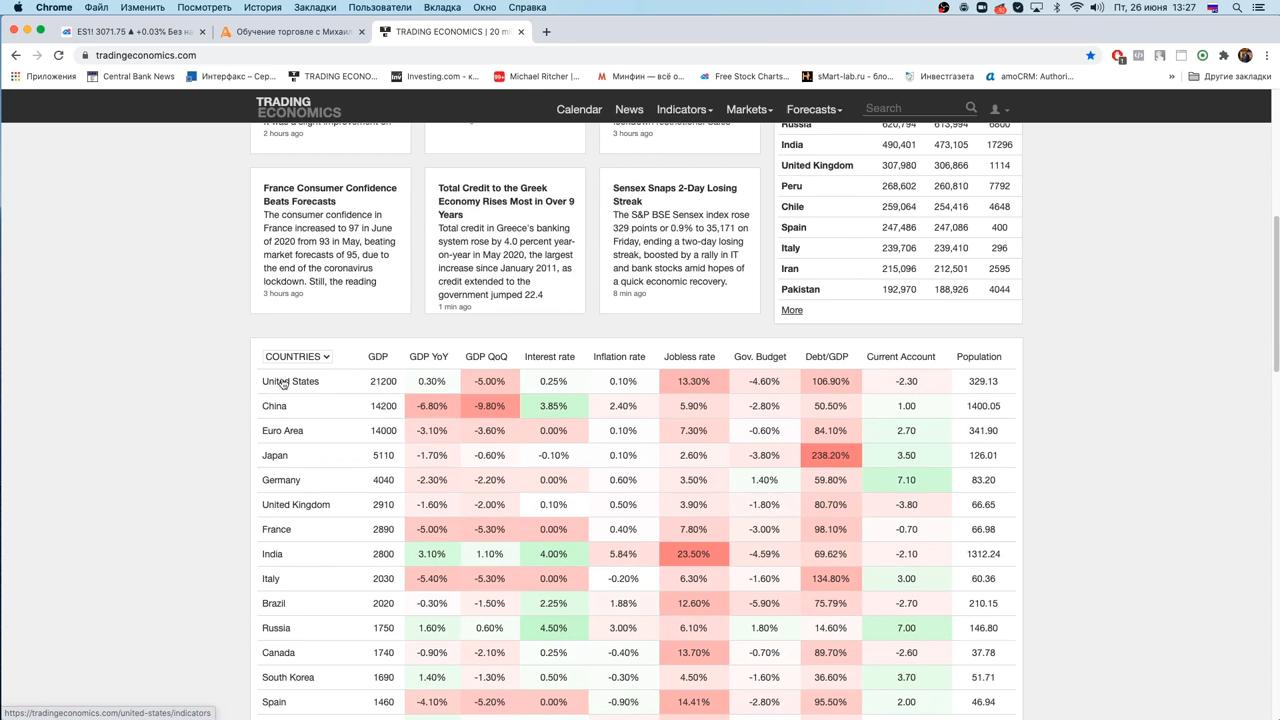 Chrome Файл Изменить Посмотреть История Закладки Пользователи Вкладка Окно Справка Пт, 26 июня 13:27
ES1! 3071.75 ▲ +0.03% Без на × Обучение торговле с Михаил × TRADING ECONOMICS | 20 mi × +
tradingeconomics.com
Приложения Central Bank News Интерфакс – Сер... TRADING ECONO... Investing.com - к... Michael Ritcher |... Минфин — всё о... Free Stock Charts... sMart-lab.ru - бло... Инвестгазета amoCRM: Authori... » Другие закладки
TRADING
ECONOMICS
Calendar News Indicators Markets Forecasts Search
2 hours ago
3 hours ago
France Consumer Confidence
Beats Forecasts
The consumer confidence in
France increased to 97 in June
of 2020 from 93 in May, beating
market forecasts of 95, due to
the end of the coronavirus
lockdown. Still, the reading
3 hours ago
Total Credit to the Greek
Economy Rises Most in Over 9
Years
Total credit in Greece's banking
system rose by 4.0 percent year-
on-year in May 2020, the largest
increase since January 2011, as
credit extended to the
government jumped 22.4
1 min ago
Sensex Snaps 2-Day Losing
Streak
The S&P BSE Sensex index rose
329 points or 0.9% to 35,171 on
Friday, ending a two-day losing
streak, boosted by a rally in IT
and bank stocks amid hopes of
a quick economic recovery.
8 min ago
Russia 620,794 613,994 6800
India 490,401 473,105 17296
United Kingdom 307,980 306,866 1114
Peru 268,602 260,810 7792
Chile 259,064 254,416 4648
Spain 247,486 247,086 400
Italy 239,706 239,410 296
Iran 215,096 212,501 2595
Pakistan 192,970 188,926 4044
More
COUNTRIES GDP GDP YoY GDP QoQ Interest rate Inflation rate Jobless rate Gov. Budget Debt/GDP Current Account Population
United States 21200 0.30% -5.00% 0.25% 0.10% 13.30% -4.60% 106.90% -2.30 329.13
China 14200 -6.80% -9.80% 3.85% 2.40% 5.90% -2.80% 50.50% 1.00 1400.05
Euro Area 14000 -3.10% -3.60% 0.00% 0.10% 7.30% -0.60% 84.10% 2.70 341.90
Japan 5110 -1.70% -0.60% -0.10% 0.10% 2.60% -3.80% 238.20% 3.50 126.01
Germany 4040 -2.30% -2.20% 0.00% 0.60% 3.50% 1.40% 59.80% 7.10 83.20
United Kingdom 2910 -1.60% -2.00% 0.10% 0.50% 3.90% -1.80% 80.70% -3.80 66.65
France 2890 -5.00% -5.30% 0.00% 0.40% 7.80% -3.00% 98.10% -0.70 66.98
India 2800 3.10% 1.10% 4.00% 5.84% 23.50% -4.59% 69.62% -2.10 1312.24
Italy 2030 -5.40% -5.30% 0.00% -0.20% 6.30% -1.60% 134.80% 3.00 60.36
Brazil 2020 -0.30% -1.50% 2.25% 1.88% 12.60% -5.90% 75.79% -2.70 210.15
Russia 1750 1.60% 0.60% 4.50% 3.00% 6.10% 1.80% 14.60% 7.00 146.80
Canada 1740 -0.90% -2.10% 0.25% -0.40% 13.70% -0.70% 89.70% -2.60 37.78
South Korea 1690 1.40% -1.30% 0.50% -0.30% 4.50% -1.60% 36.60% 3.70 51.71
Spain 1460 -4.10% -5.20% 0.00% -0.90% 14.41% -2.80% 95.50% 2.00 46.94
https://tradingeconomics.com/united-states/indicators